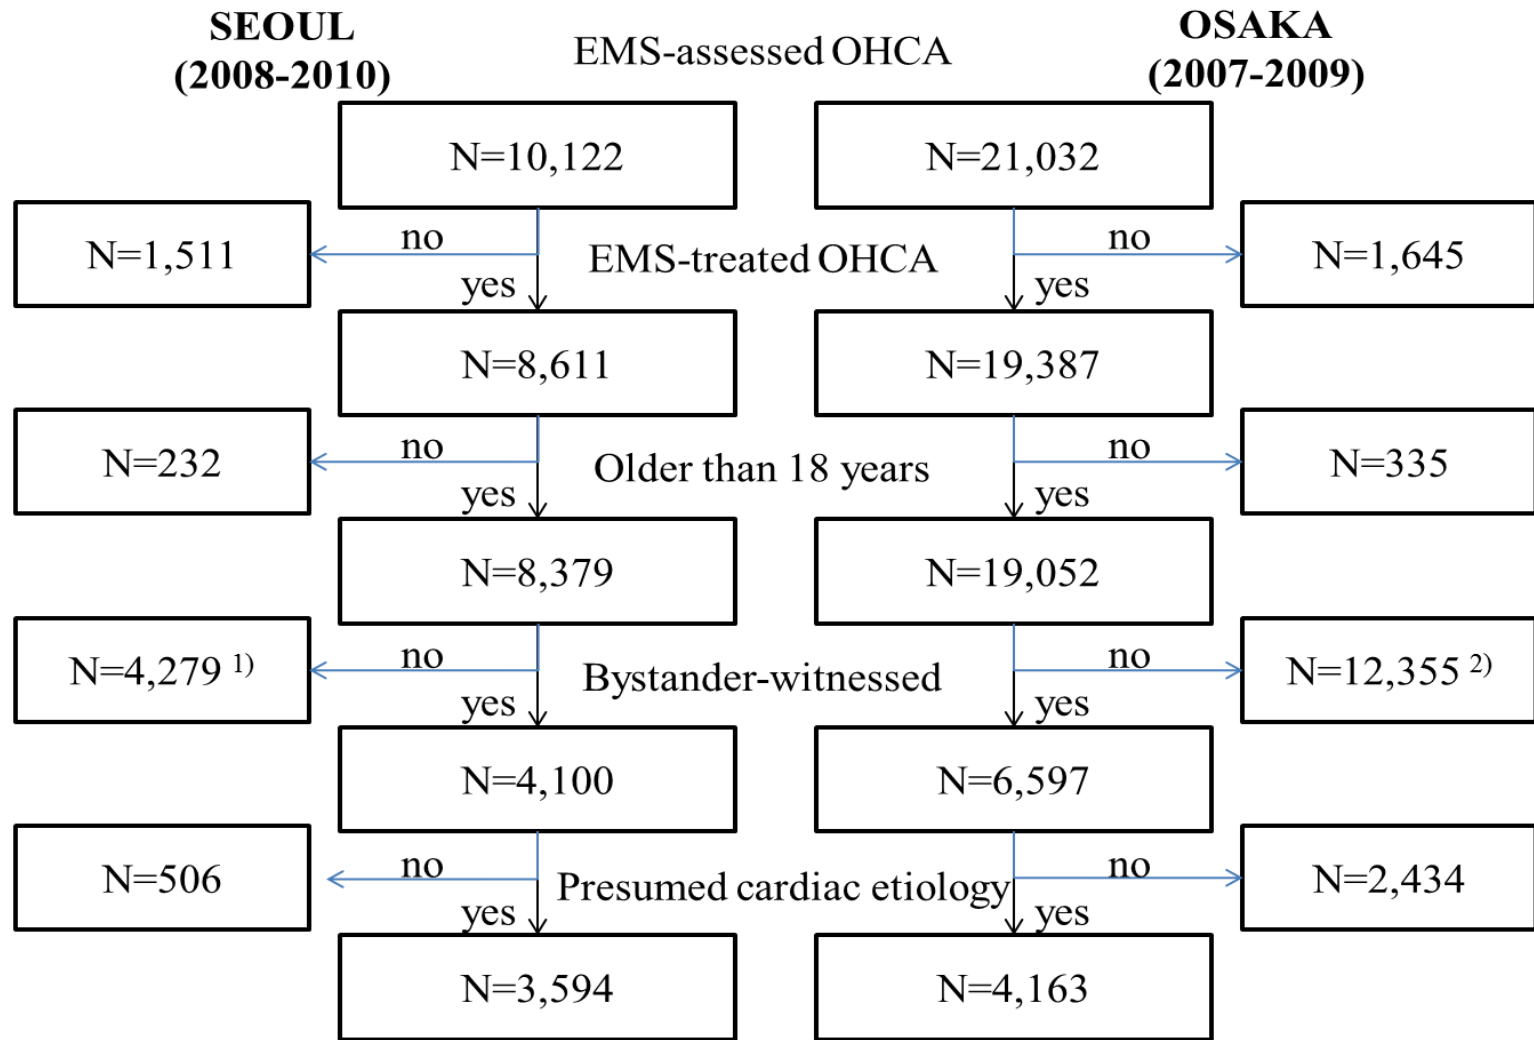 SEOUL
(2008-2010)
EMS-assessed OHCA
OSAKA
(2007-2009)
N=10,122
N=21,032
N=1,511
no
EMS-treated OHCA
no
N=1,645
yes
yes
N=8,611
N=19,387
N=232
no
Older than 18 years
no
N=335
yes
yes
N=8,379
N=19,052
N=4,279 1)
no
Bystander-witnessed
no
N=12,355 2)
yes
yes
N=4,100
N=6,597
N=506
no
Presumed cardiac etiology
no
N=2,434
yes
yes
N=3,594
N=4,163